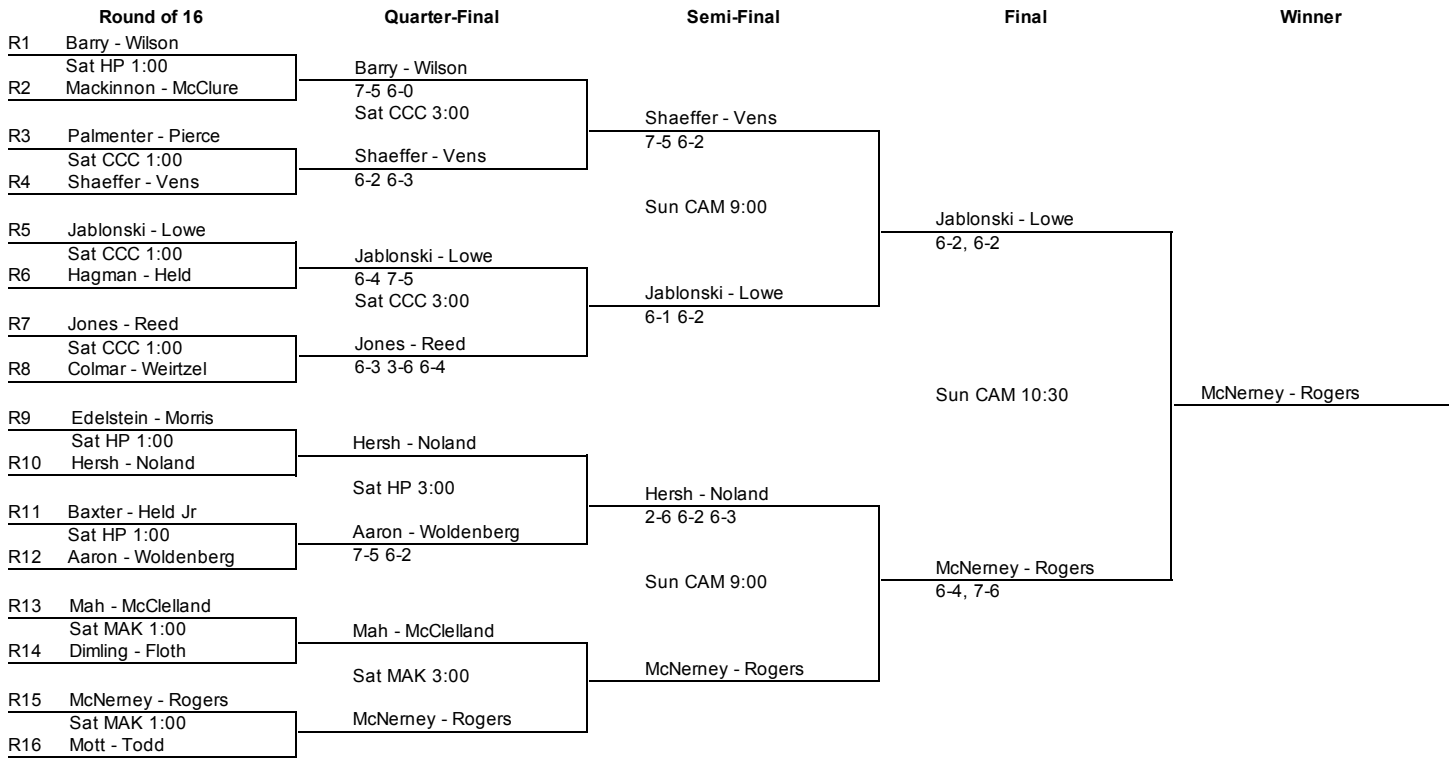 Round of 16 Quarter-Final Semi-Final Final Winner
R1 Barry - Wilson
Sat HP 1:00
R2 Mackinnon - McClure
R3 Palmenter - Pierce
Sat CCC 1:00
R4 Shaeffer - Vens
R5 Jablonski - Lowe
Sat CCC 1:00
R6 Hagman - Held
R7 Jones - Reed
Sat CCC 1:00
R8 Colmar - Weirtzel
R9 Edelstein - Morris
Sat HP 1:00
R10 Hersh - Noland
R11 Baxter - Held Jr
Sat HP 1:00
R12 Aaron - Woldenberg
R13 Mah - McClelland
Sat MAK 1:00
R14 Dimling - Floth
R15 McNerney - Rogers
Sat MAK 1:00
R16 Mott - Todd
Barry - Wilson
7-5 6-0
Sat CCC 3:00
Shaeffer - Vens
6-2 6-3
Jablonski - Lowe
6-4 7-5
Sat CCC 3:00
Jones - Reed
6-3 3-6 6-4
Hersh - Noland
Sat HP 3:00
Aaron - Woldenberg
7-5 6-2
Mah - McClelland
Sat MAK 3:00
McNerney - Rogers
Shaeffer - Vens
7-5 6-2
Sun CAM 9:00
Jablonski - Lowe
6-1 6-2
Hersh - Noland
2-6 6-2 6-3
Sun CAM 9:00
McNerney - Rogers
Jablonski - Lowe
6-2, 6-2
Sun CAM 10:30
McNerney - Rogers
6-4, 7-6
McNerney - Rogers